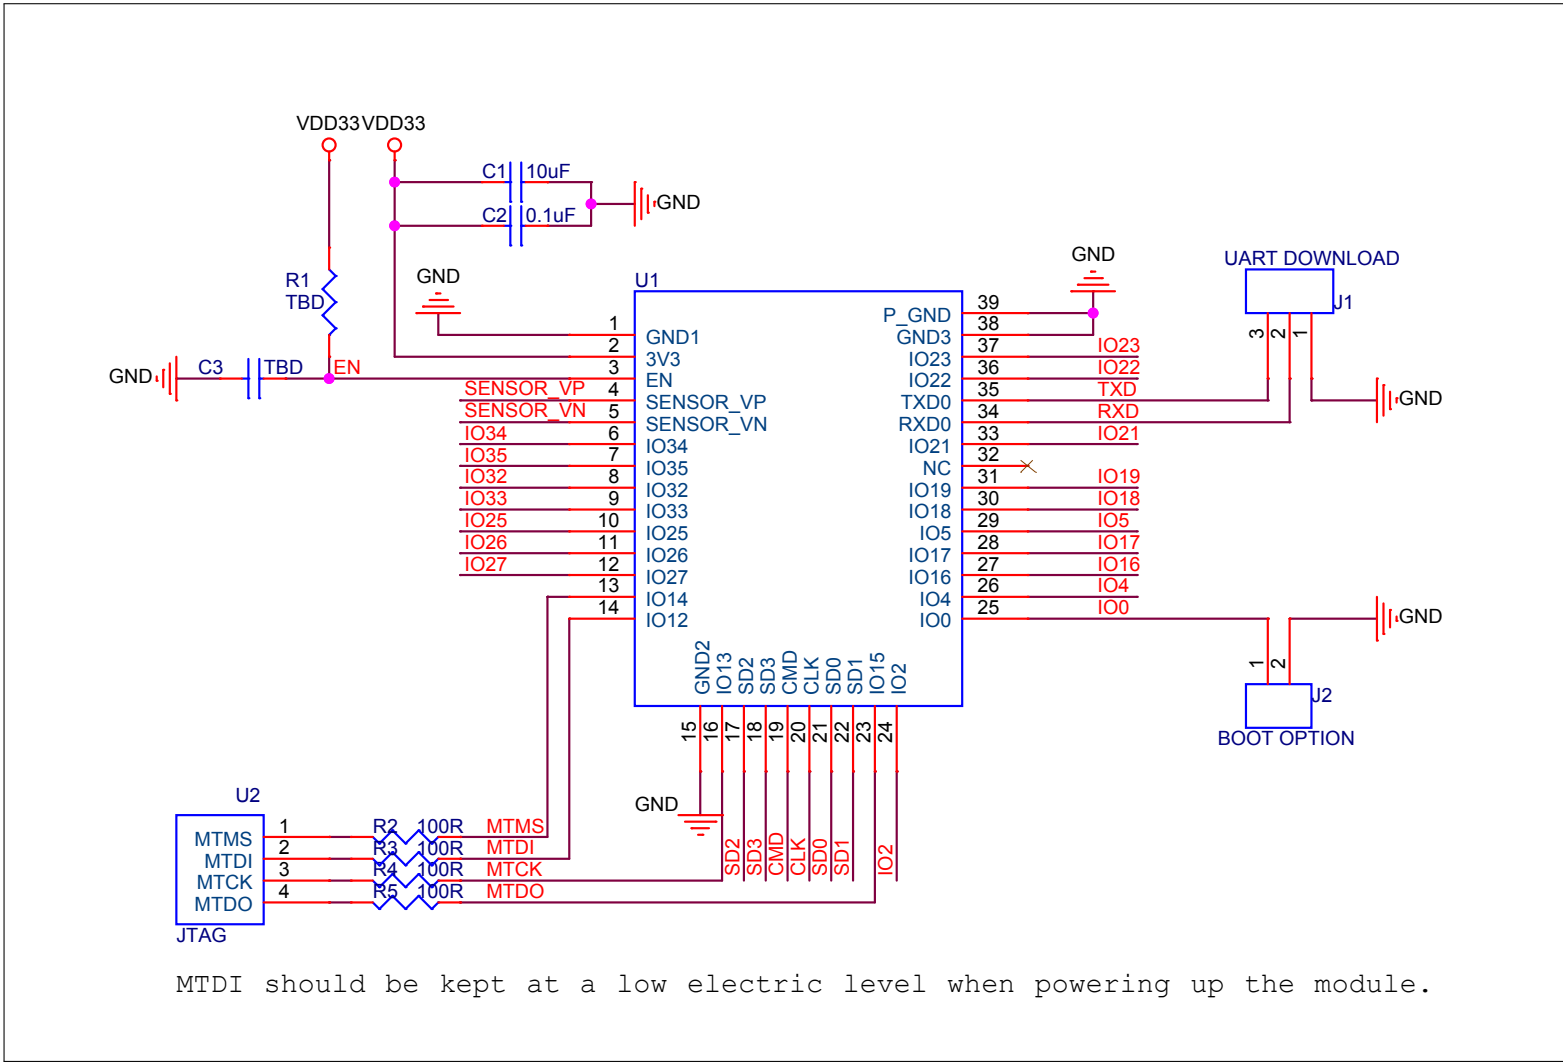 VDD33 VDD33
C1 10uF
GND
C2 0.1uF
R1
TBD
GND
GND
C3 TBD EN
U1
1 GND1
2 3V3
3 EN
SENSOR_VP 4 SENSOR_VP
SENSOR_VN 5 SENSOR_VN
IO34 6 IO34
IO35 7 IO35
IO32 8 IO32
IO33 9 IO33
IO25 10 IO25
IO26 11 IO26
IO27 12 IO27
13 IO14
14 IO12
GND
P_GND 39
GND3 38
IO23 37 IO23
IO22 36 IO22
TXD0 35 TXD
RXD0 34 RXD
IO21 33 IO21
NC 32
IO19 31 IO19
IO18 30 IO18
IO5 29 IO5
IO17 28 IO17
IO16 27 IO16
IO4 26 IO4
IO0 25 IO0
UART DOWNLOAD
J1
3 2 1
GND
GND
1 2
J2
BOOT OPTION
GND2 IO13 SD2 SD3 CMD CLK SD0 SD1 IO15 IO2
15 16 17 18 19 20 21 22 23 24
GND
SD2 SD3 CMD CLK SD0 SD1 IO2
U2
MTMS 1 R2 100R MTMS
MTDI 2 R3 100R MTDI
MTCK 3 R4 100R MTCK
MTDO 4 R5 100R MTDO
JTAG
MTDI should be kept at a low electric level when powering up the module.